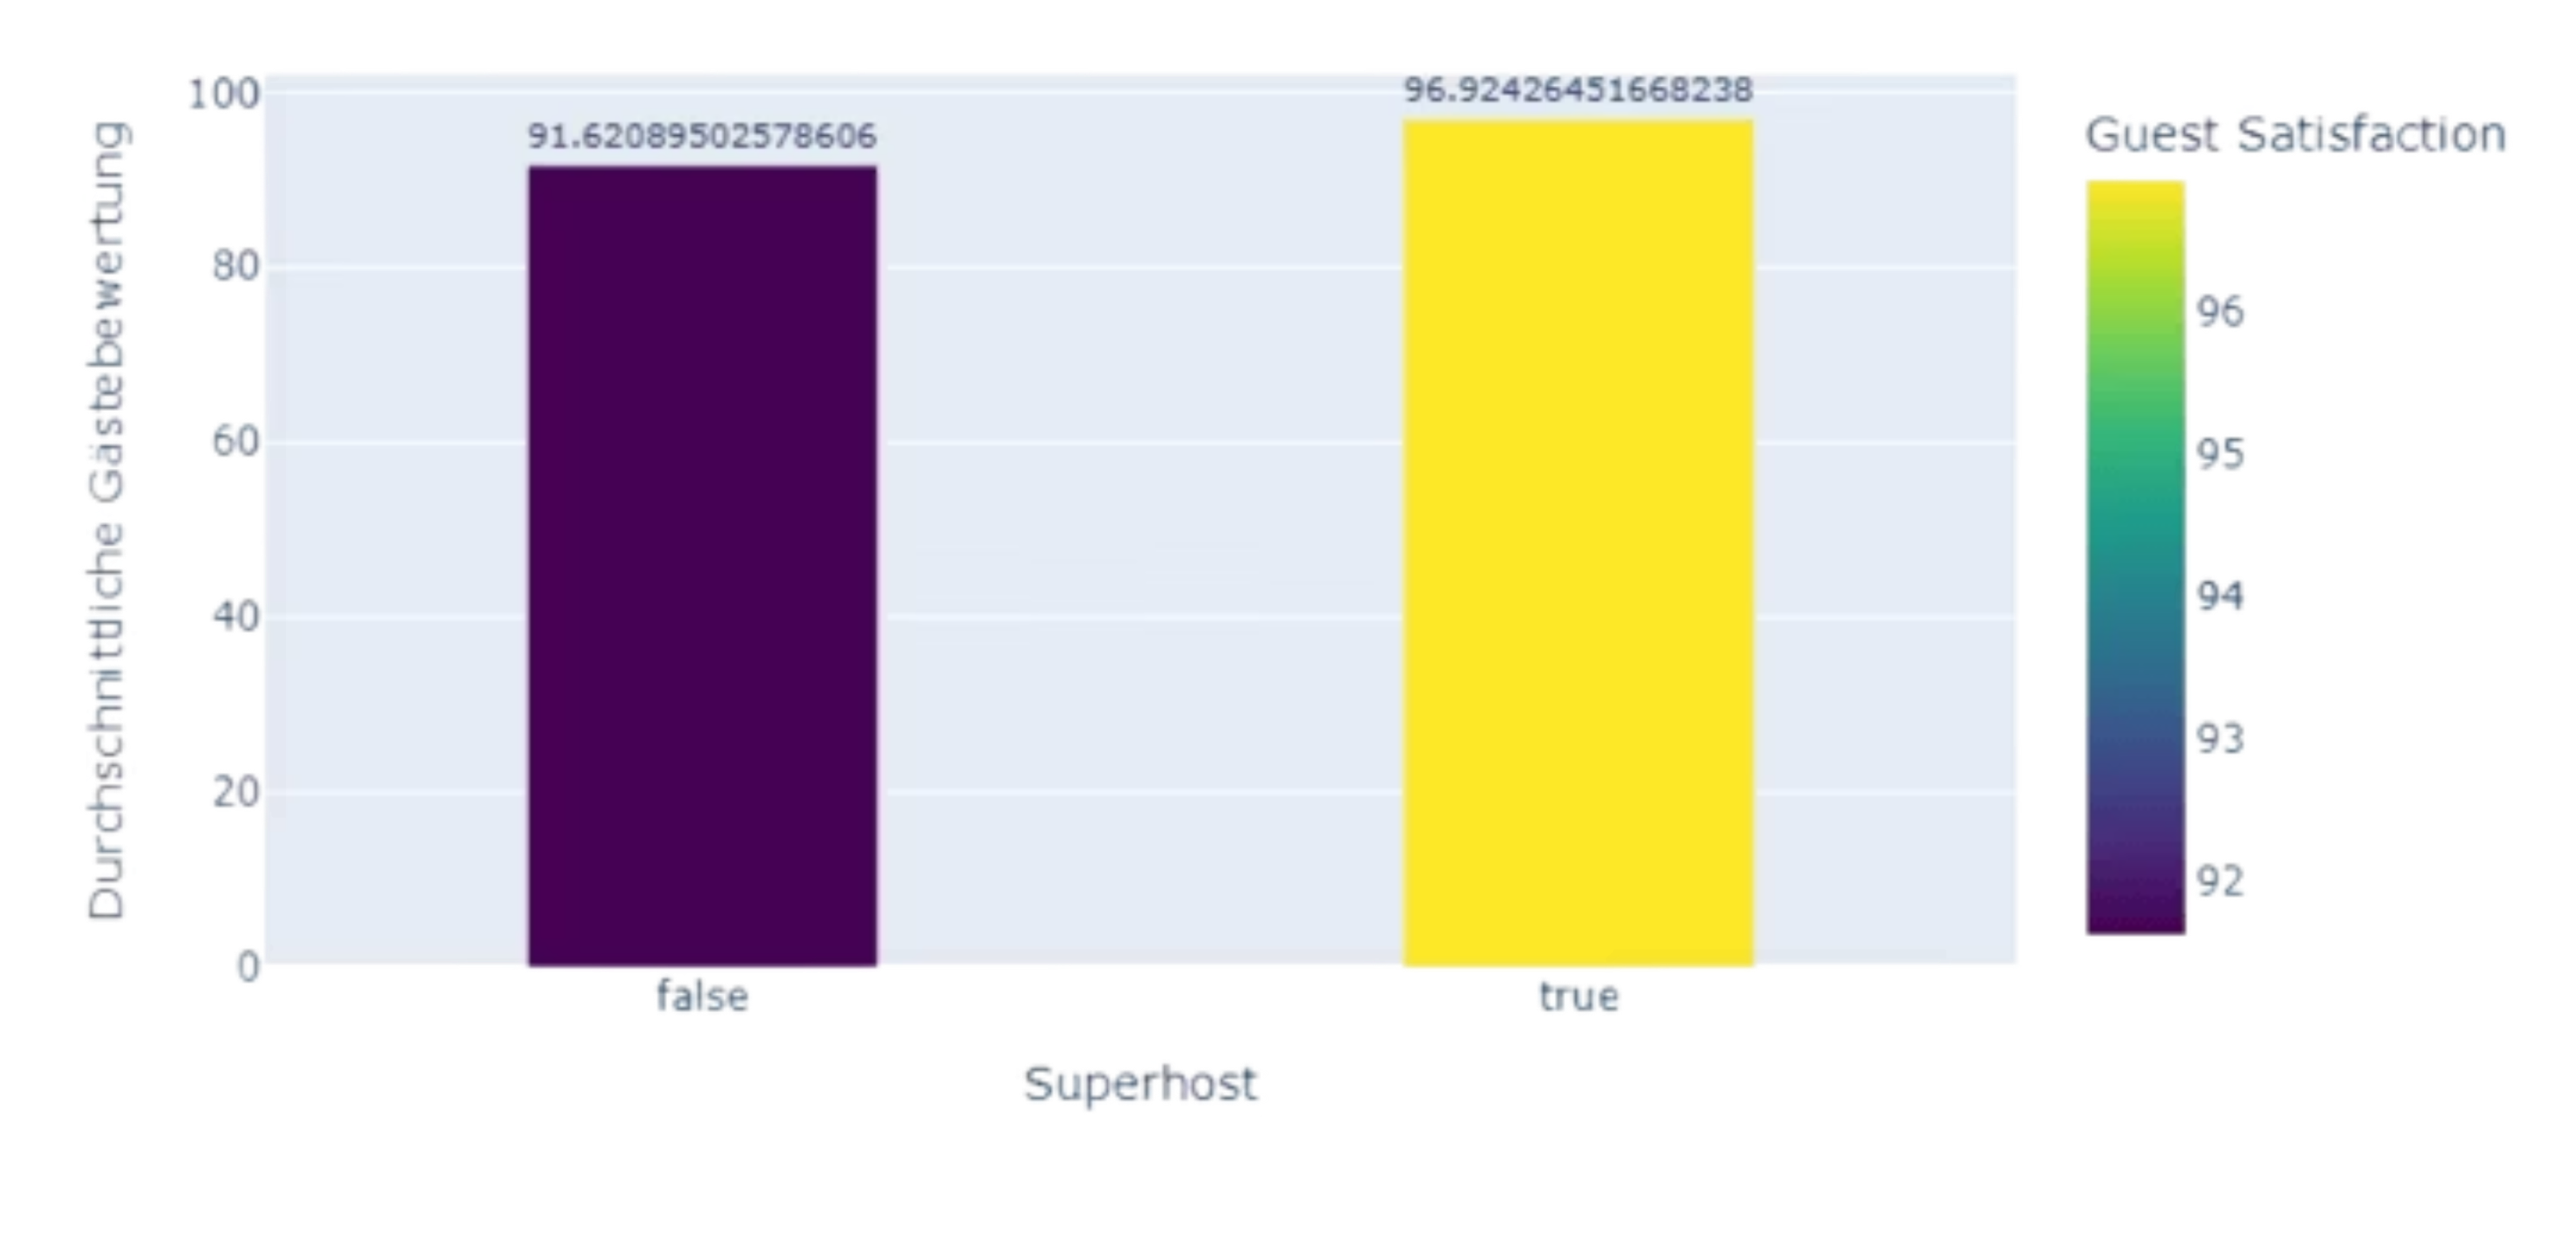 Durchschnittliche Gästebewertung
100
80
60
40
20
0
91.62089502578606
96.92426451668238
false
true
Superhost
Guest Satisfaction
96
95
94
93
92